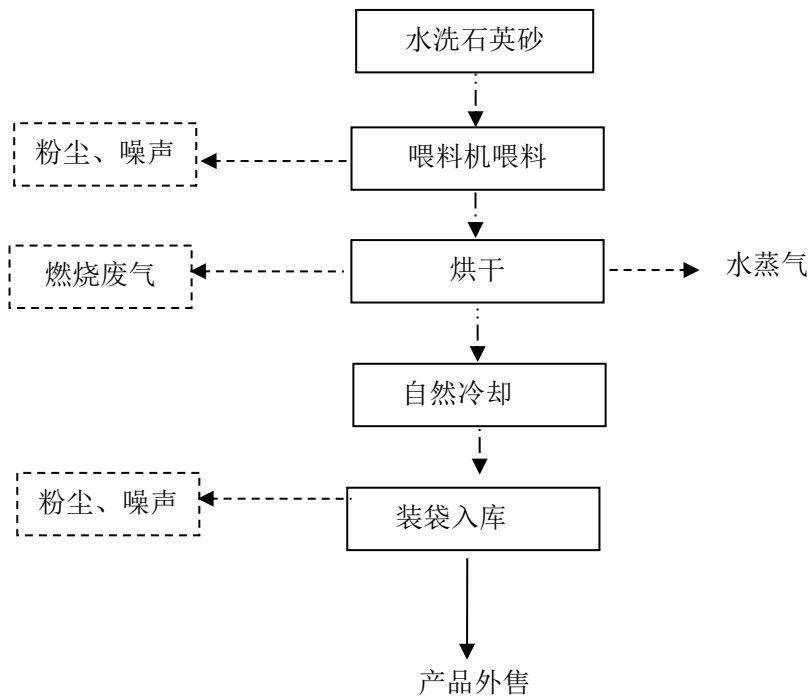 水洗石英砂
粉尘、噪声
喂料机喂料
燃烧废气
烘干
水蒸气
自然冷却
粉尘、噪声
装袋入库
产品外售